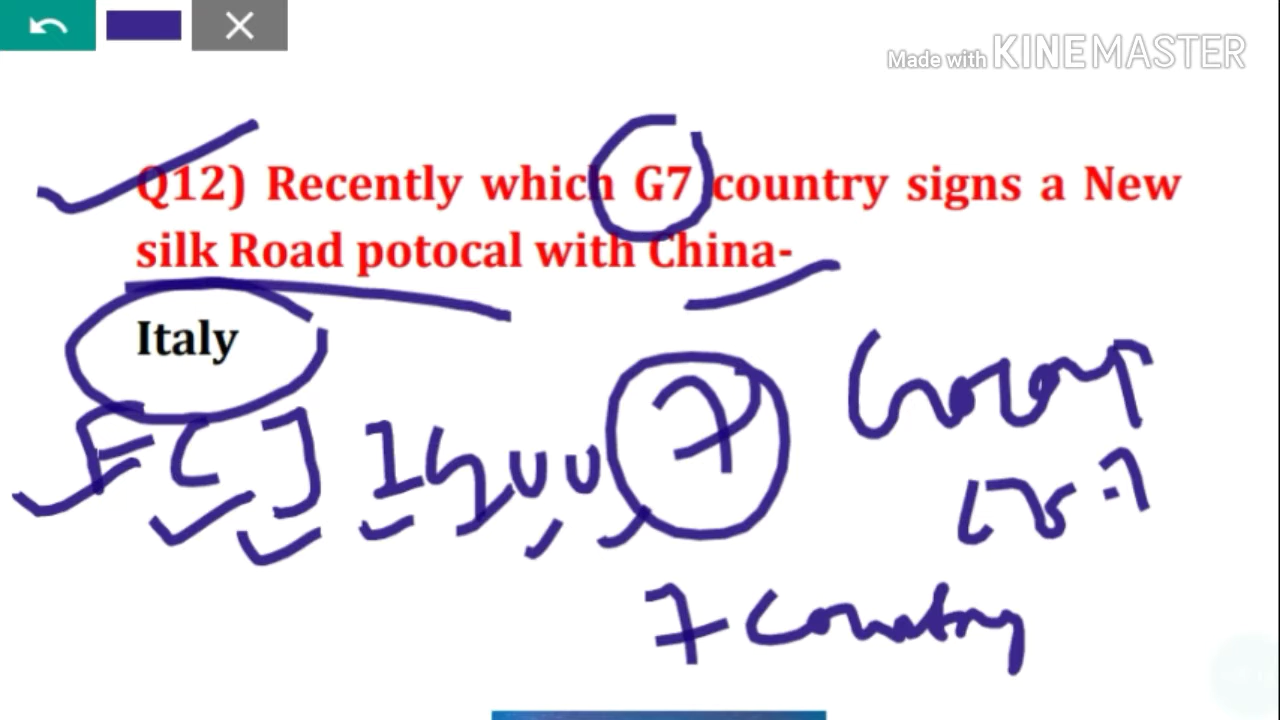 Made with KINEMASTER
Q12) Recently which G7 country signs a New
silk Road potocal with China-
Italy
F C J I G U U 7
7 Country